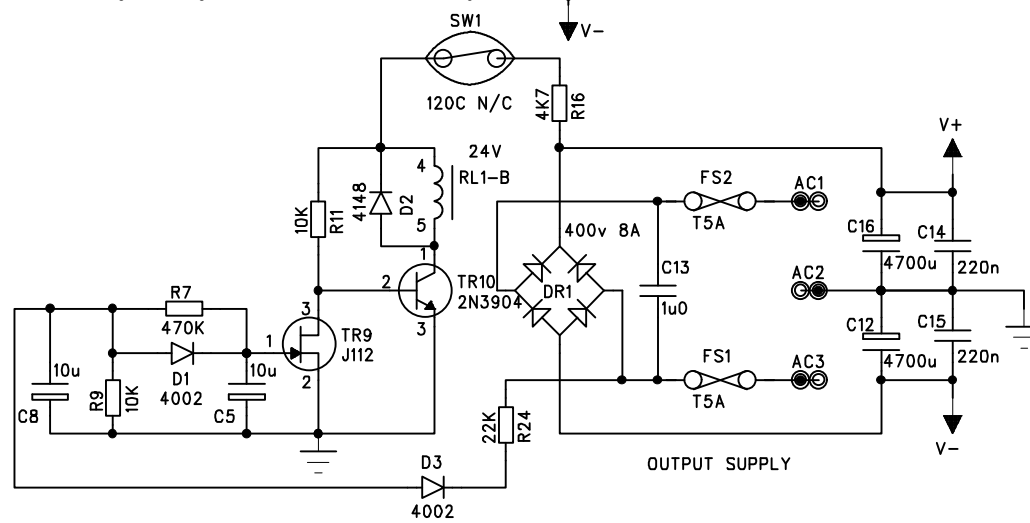 V-
SW1
120C N/C
4K7
R16
24V
RL1-B
4
5
4148
D2
10K
R11
1
2
3
TR10
2N3904
400v 8A
DR1
C13
1u0
FS2
T5A
AC1
AC2
FS1
T5A
AC3
V+
C16
4700u
C14
220n
C12
4700u
C15
220n
V-
R7
470K
D1
4002
10u
C8
R9
10K
10u
C5
1
3
2
TR9
J112
22K
R24
D3
4002
OUTPUT SUPPLY